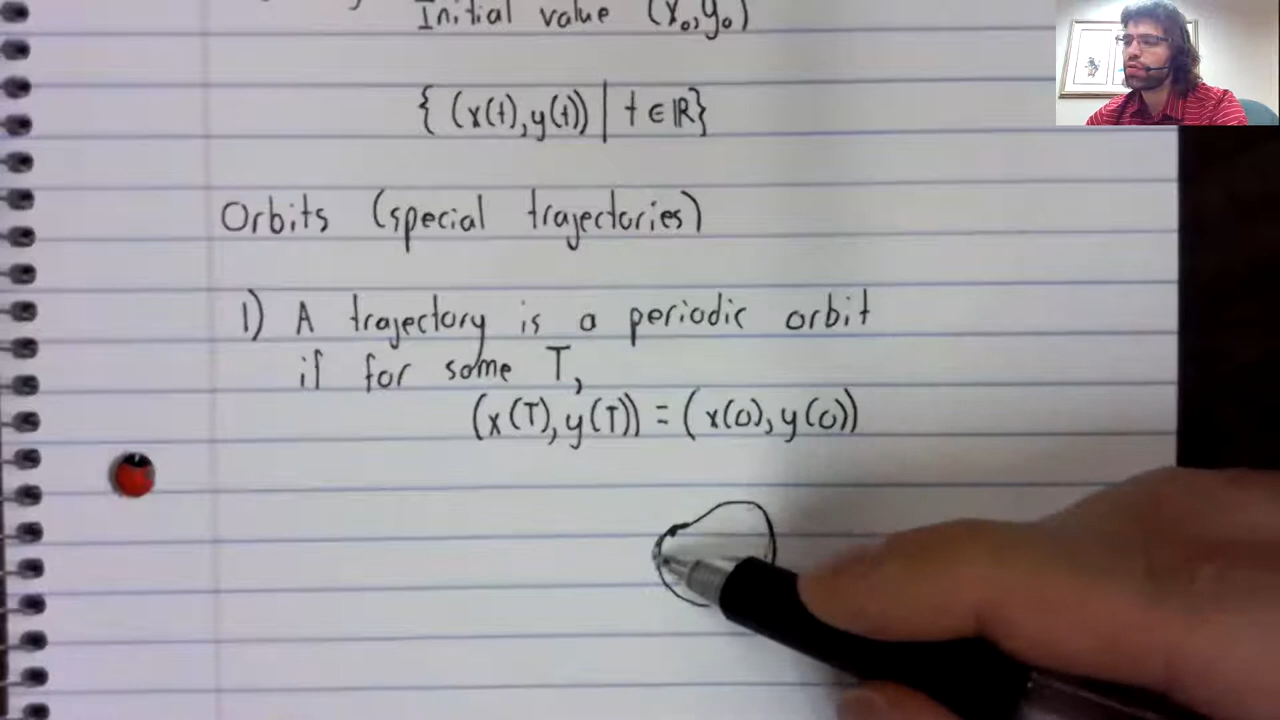 Initial value (x₀,y₀)
{ (x(t),y(t)) | t ∈ ℝ}
Orbits (special trajectories)
1) A trajectory is a periodic orbit
if for some T,
(x(T),y(T)) = (x(0),y(0))